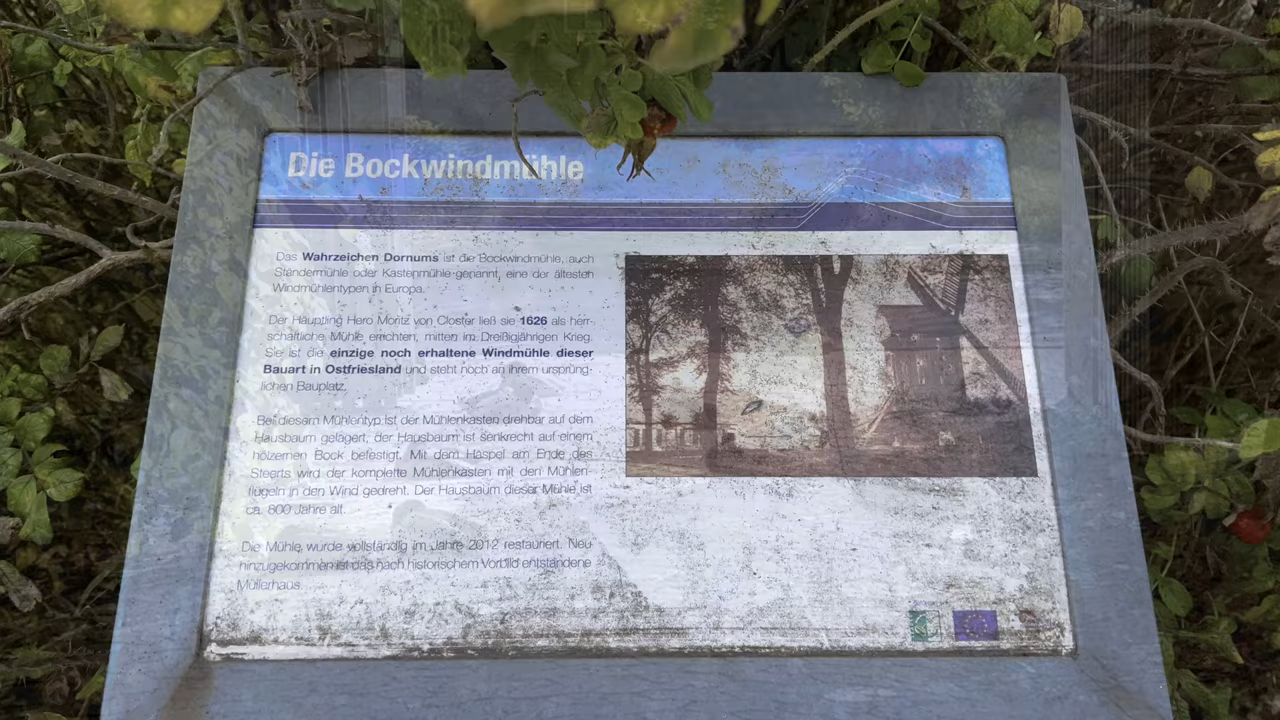 Die Bockwindmühle
Das Wahrzeichen Dornums ist die Bockwindmühle, auch
Ständermühle oder Kastenmühle genannt, eine der ältesten
Windmühlentypen in Europa.
Der Häuptling Hero Moritz von Closter ließ sie 1626 als herr-
schaftliche Mühle errichten, mitten im Dreißigjährigen Krieg.
Sie ist die einzige noch erhaltene Windmühle dieser
Bauart in Ostfriesland und steht noch an ihrem ursprüng-
lichen Bauplatz.
Bei diesem Mühlentyp ist der Mühlenkasten drehbar auf dem
Hausbaum gelagert, der Hausbaum ist senkrecht auf einem
hölzernen Bock befestigt. Mit dem Haspel am Ende des
Steerts wird der komplette Mühlenkasten mit den Mühlen-
flügeln in den Wind gedreht. Der Hausbaum dieser Mühle ist
ca. 800 Jahre alt.
Die Mühle wurde vollständig im Jahre 2012 restauriert. Neu
hinzugekommen ist das nach historischem Vorbild entstandene
Müllerhaus.